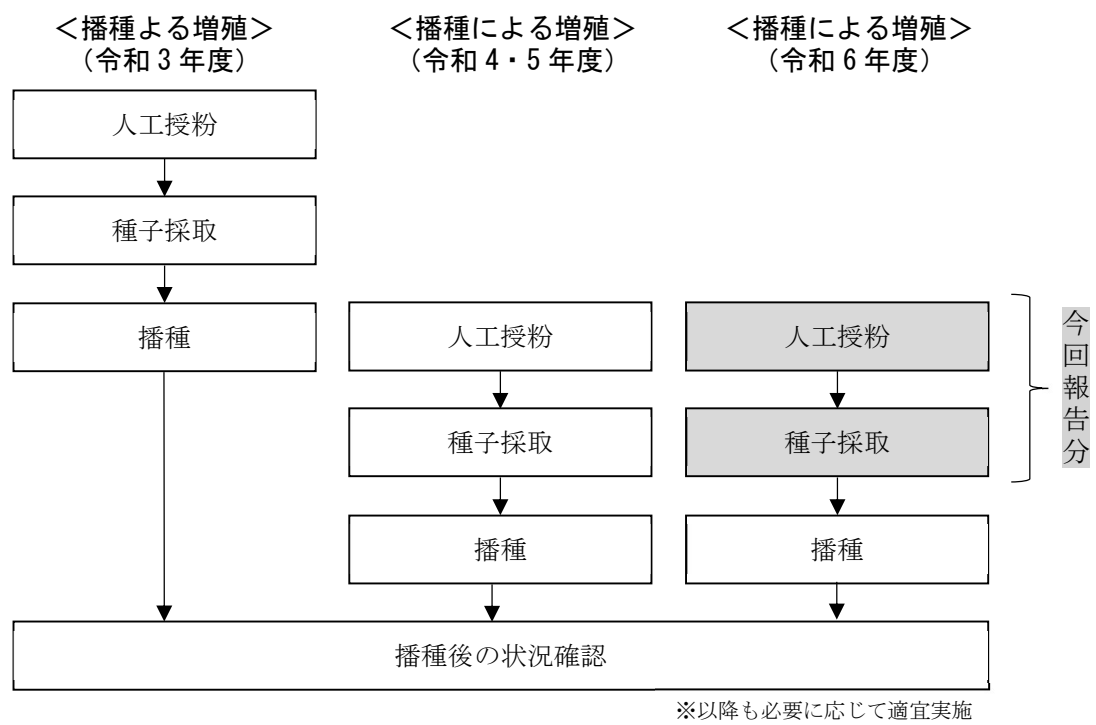 <播種よる増殖>
(令和3年度)
人工授粉
種子採取
播種
<播種による増殖>
(令和4・5年度)
人工授粉
種子採取
播種
<播種による増殖>
(令和6年度)
人工授粉
種子採取
播種
今回報告分
播種後の状況確認
※以降も必要に応じて適宜実施